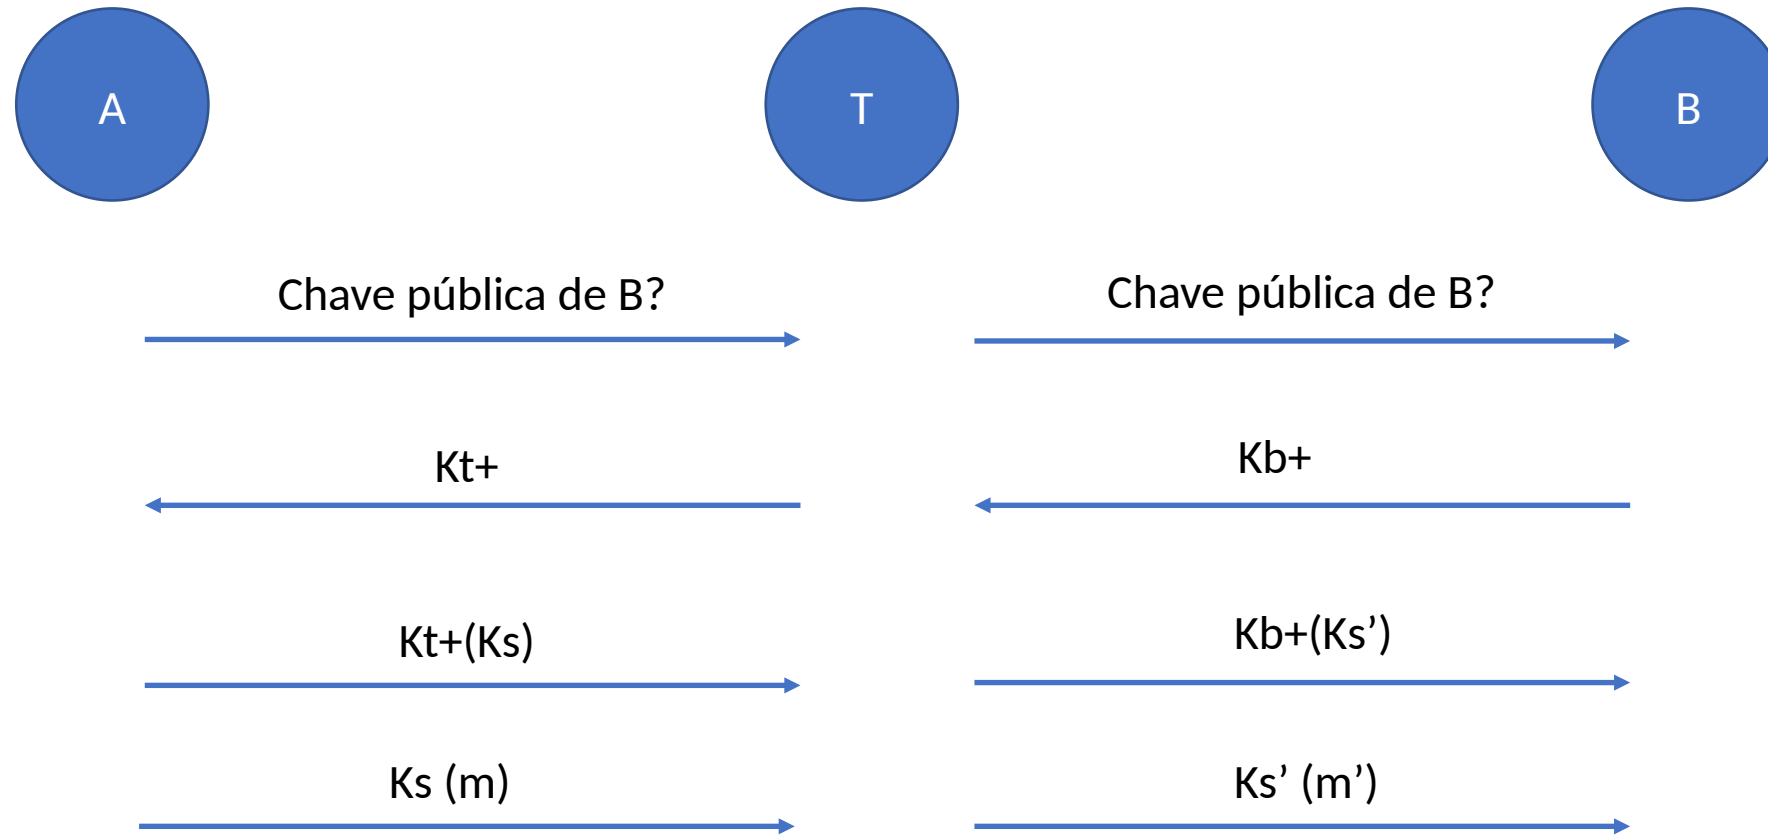 A
T
B
Chave pública de B?
Chave pública de B?
Kt+
Kb+
Kt+(Ks)
Kb+(Ks’)
Ks (m)
Ks’ (m’)